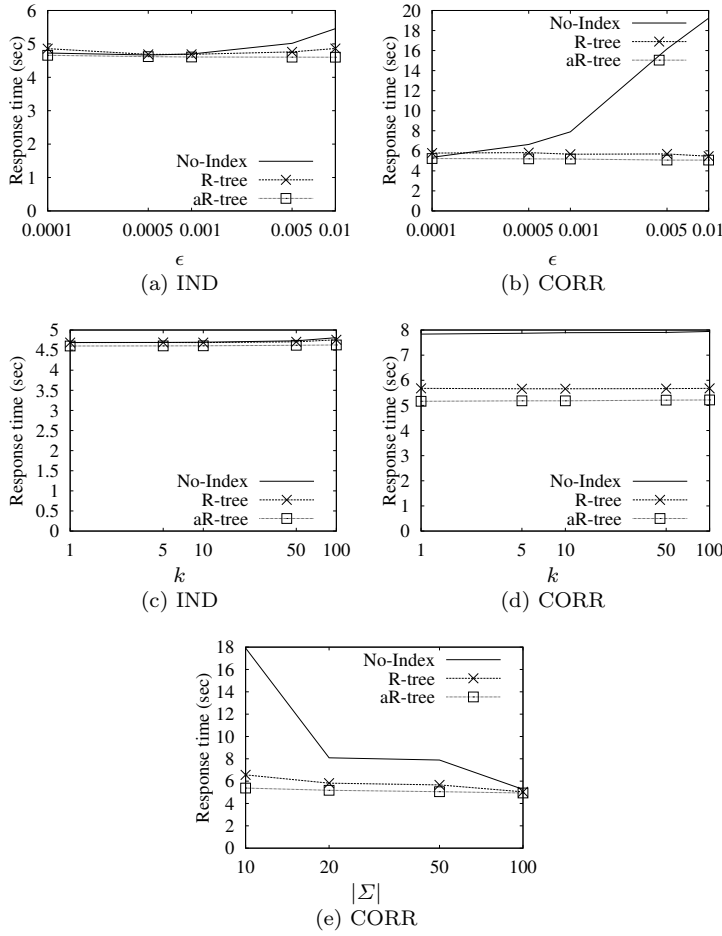 6
5
4
3
2
1
0
Response time (sec)
No-Index
R-tree
aR-tree
0.0001 0.0005 0.001 0.005 0.01
ϵ
(a) IND
20
18
16
14
12
10
8
6
4
2
0
Response time (sec)
No-Index
R-tree
aR-tree
0.0001 0.0005 0.001 0.005 0.01
ϵ
(b) CORR
5
4.5
4
3.5
3
2.5
2
1.5
1
0.5
0
Response time (sec)
No-Index
R-tree
aR-tree
1 5 10 50 100
k
(c) IND
8
7
6
5
4
3
2
1
0
Response time (sec)
No-Index
R-tree
aR-tree
1 5 10 50 100
k
(d) CORR
18
16
14
12
10
8
6
4
2
0
Response time (sec)
No-Index
R-tree
aR-tree
10 20 50 100
|Σ|
(e) CORR